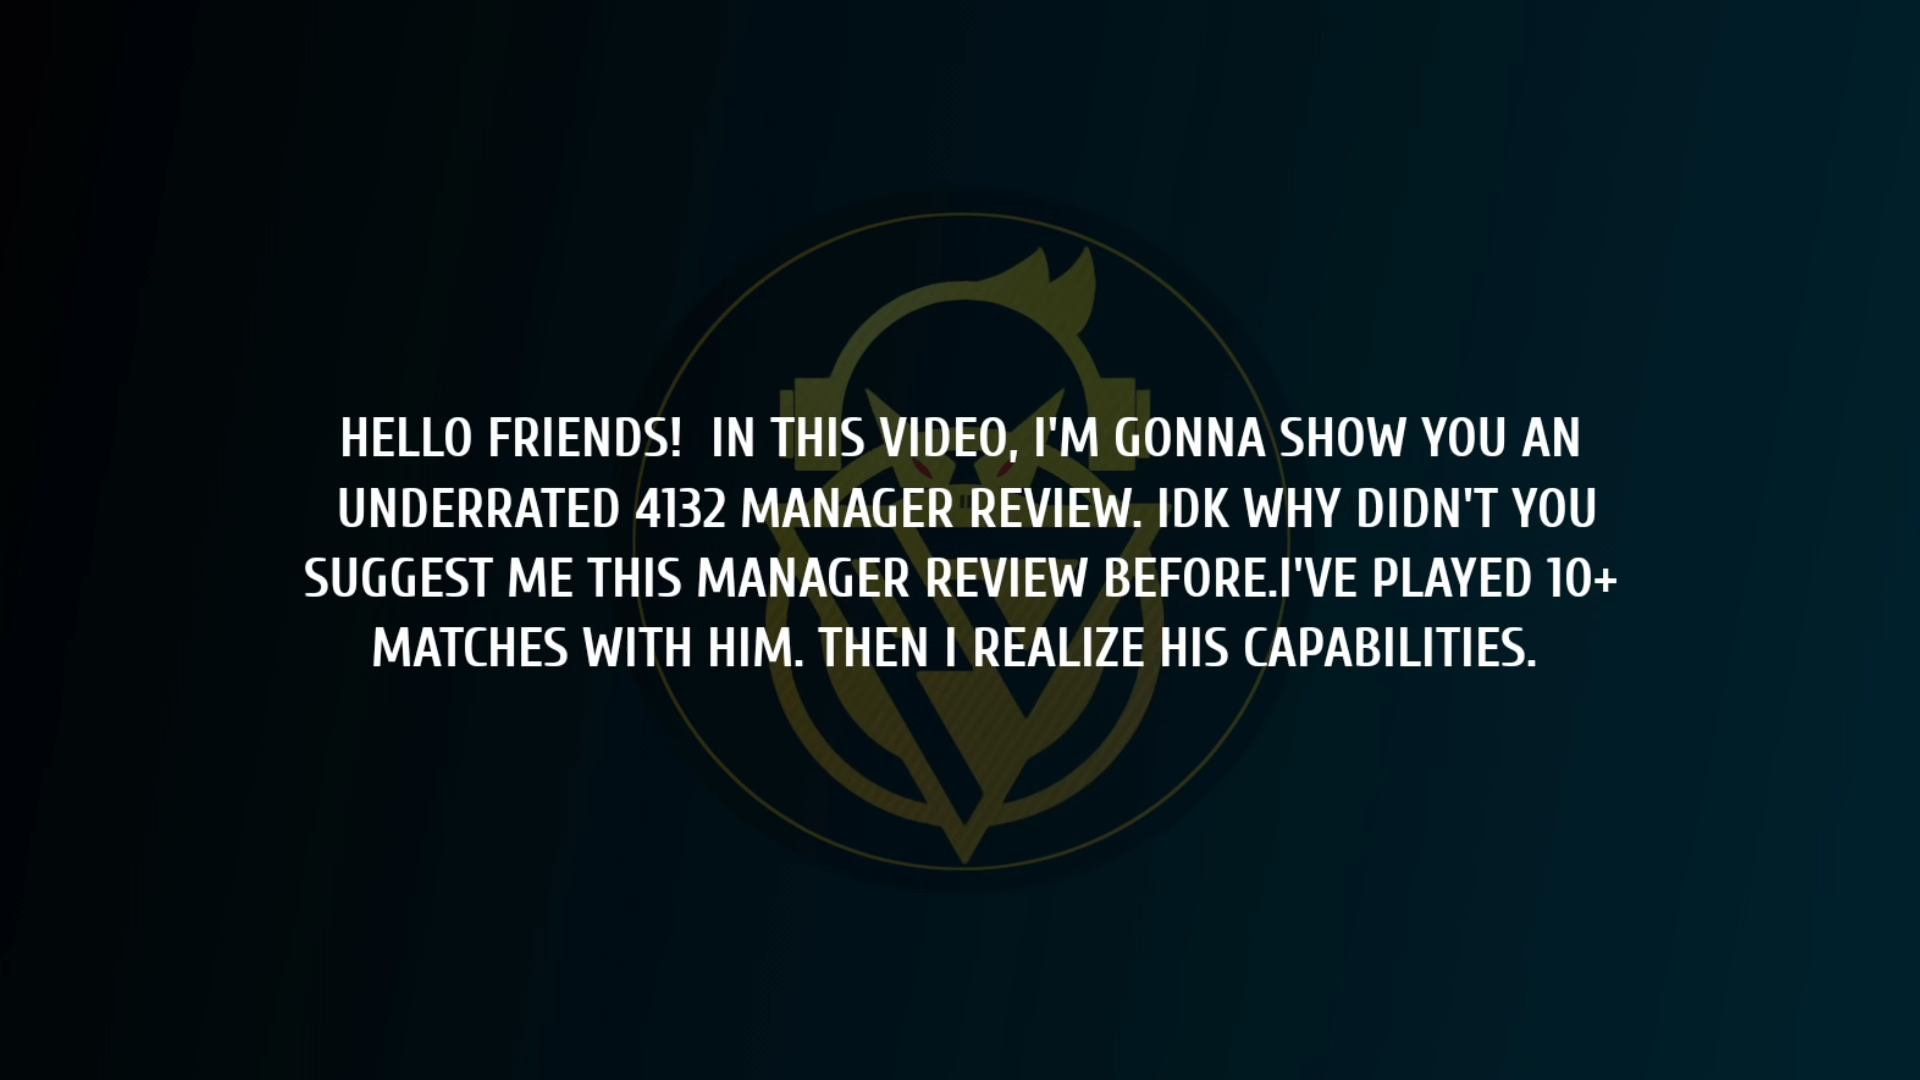 HELLO FRIENDS!  IN THIS VIDEO, I'M GONNA SHOW YOU AN
UNDERRATED 4132 MANAGER REVIEW. IDK WHY DIDN'T YOU
SUGGEST ME THIS MANAGER REVIEW BEFORE.I'VE PLAYED 10+
MATCHES WITH HIM. THEN I REALIZE HIS CAPABILITIES.